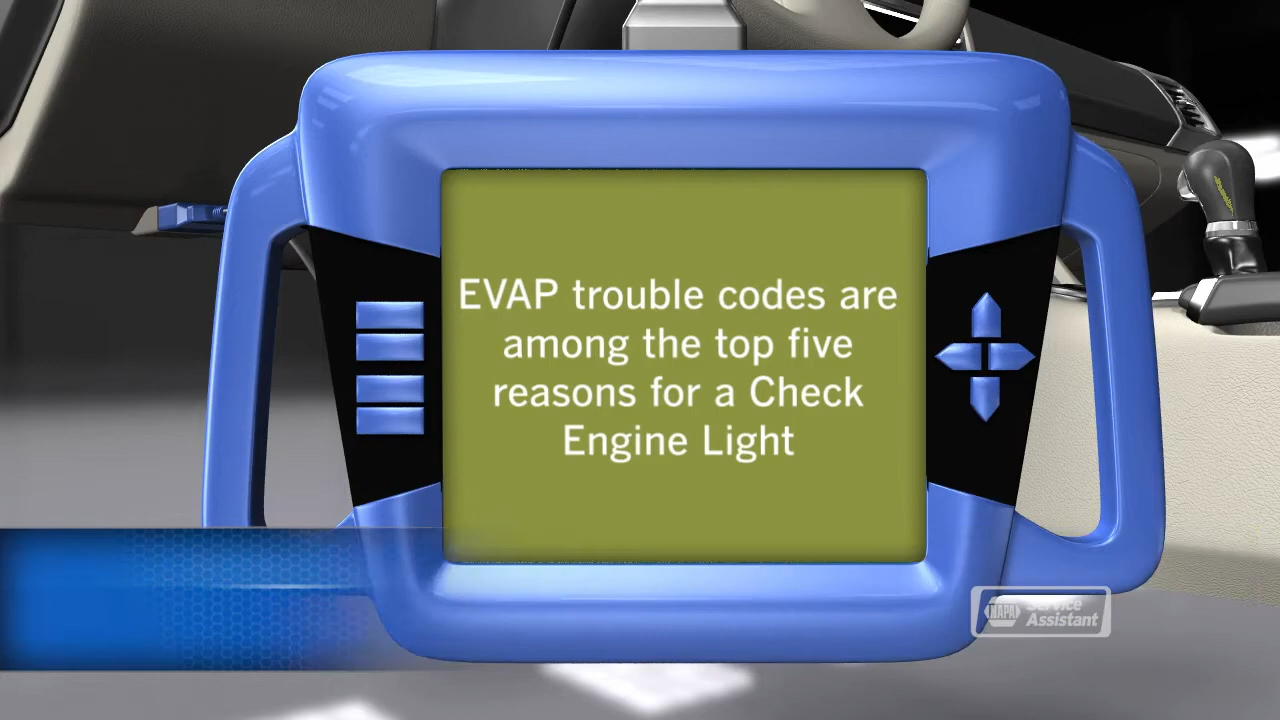 EVAP trouble codes are
among the top five
reasons for a Check
Engine Light
NAPA
Service
Assistant